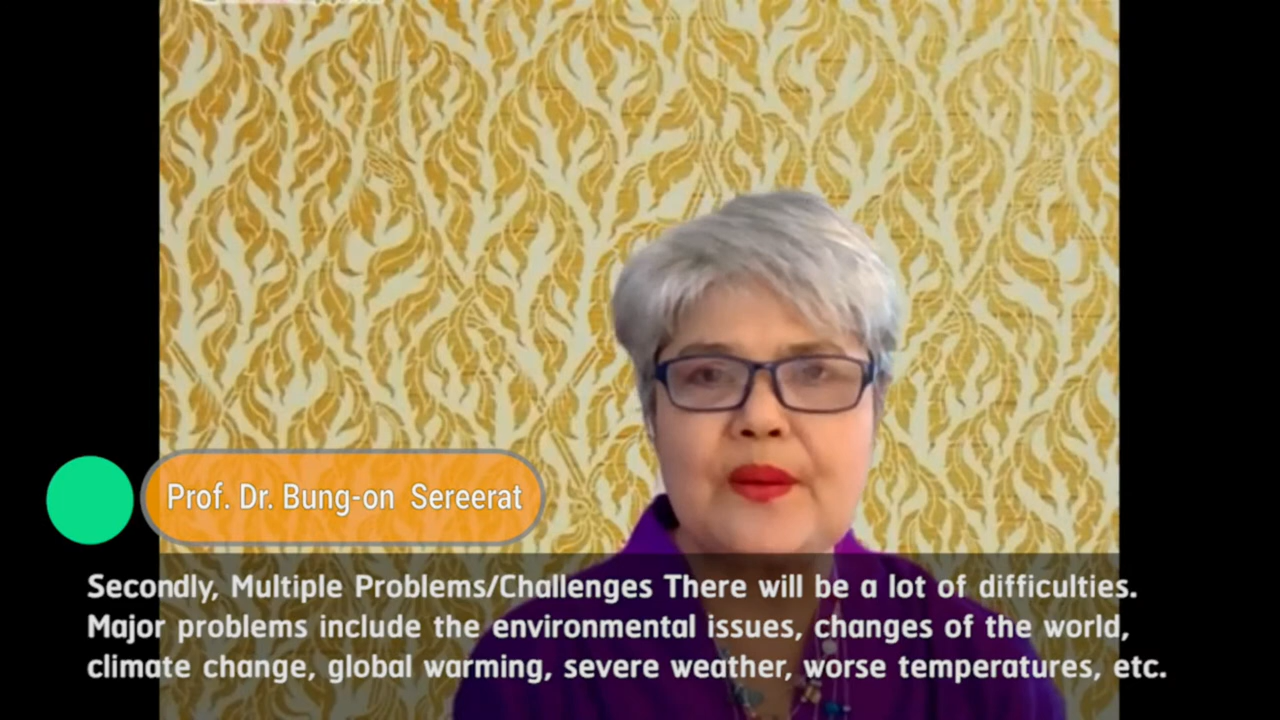 Prof. Dr. Bung-on Sereerat
Secondly, Multiple Problems/Challenges There will be a lot of difficulties.
Major problems include the environmental issues, changes of the world,
climate change, global warming, severe weather, worse temperatures, etc.